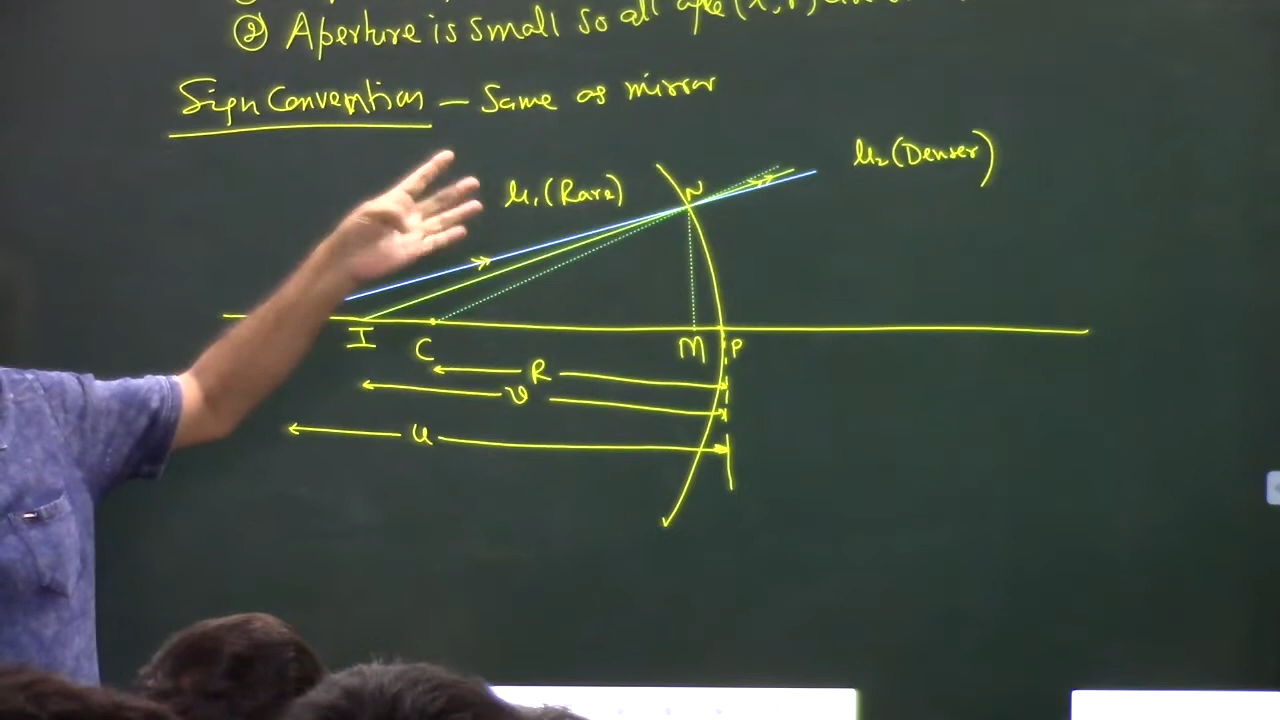 ② Aperture is small so all
Sign Convention — Same as mirror
μ₁ (Rare)
N
μ₂ (Denser)
I
C
M
P
R
v
u